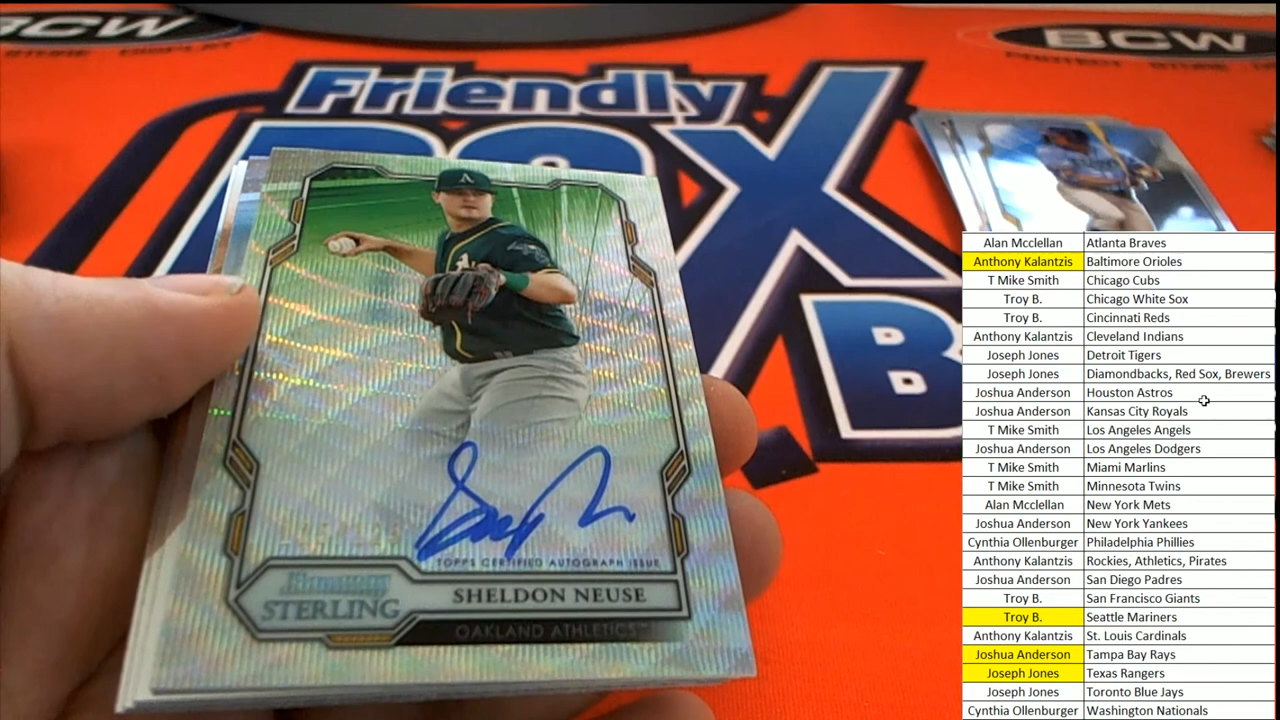 BCW
BCW
PROTECT STORE
Friendly
BOX
B
A
TOPPS CERTIFIED AUTOGRAPH ISSUE
Bowman
STERLING
SHELDON NEUSE
OAKLAND ATHLETICS™
Alan Mcclellan Atlanta Braves
Anthony Kalantzis Baltimore Orioles
T Mike Smith Chicago Cubs
Troy B. Chicago White Sox
Troy B. Cincinnati Reds
Anthony Kalantzis Cleveland Indians
Joseph Jones Detroit Tigers
Joseph Jones Diamondbacks, Red Sox, Brewers
Joshua Anderson Houston Astros
Joshua Anderson Kansas City Royals
T Mike Smith Los Angeles Angels
Joshua Anderson Los Angeles Dodgers
T Mike Smith Miami Marlins
T Mike Smith Minnesota Twins
Alan Mcclellan New York Mets
Joshua Anderson New York Yankees
Cynthia Ollenburger Philadelphia Phillies
Anthony Kalantzis Rockies, Athletics, Pirates
Joshua Anderson San Diego Padres
Troy B. San Francisco Giants
Troy B. Seattle Mariners
Anthony Kalantzis St. Louis Cardinals
Joshua Anderson Tampa Bay Rays
Joseph Jones Texas Rangers
Joseph Jones Toronto Blue Jays
Cynthia Ollenburger Washington Nationals